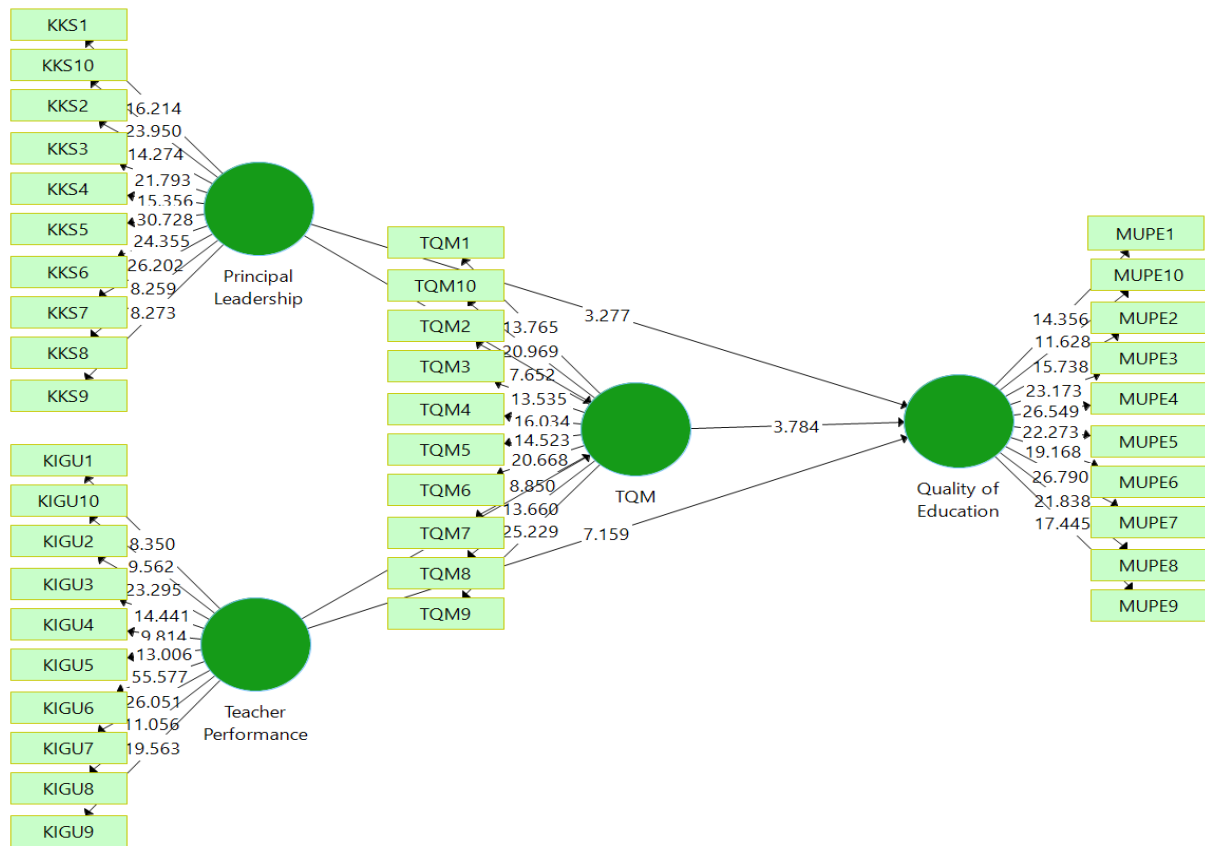 KKS1
KKS10
KKS2
KKS3
KKS4
KKS5
KKS6
KKS7
KKS8
KKS9
16.214
23.950
14.274
21.793
15.356
30.728
24.355
26.202
8.259
8.273
Principal
Leadership
KIGU1
KIGU10
KIGU2
KIGU3
KIGU4
KIGU5
KIGU6
KIGU7
KIGU8
KIGU9
8.350
9.562
23.295
14.441
9.814
13.006
55.577
26.051
11.056
19.563
Teacher
Performance
TQM1
TQM10
TQM2
TQM3
TQM4
TQM5
TQM6
TQM7
TQM8
TQM9
13.765
20.969
7.652
13.535
16.034
14.523
20.668
8.850
13.660
25.229
TQM
3.277
3.784
7.159
Quality of
Education
14.356
11.628
15.738
23.173
26.549
22.273
19.168
26.790
21.838
17.445
MUPE1
MUPE10
MUPE2
MUPE3
MUPE4
MUPE5
MUPE6
MUPE7
MUPE8
MUPE9